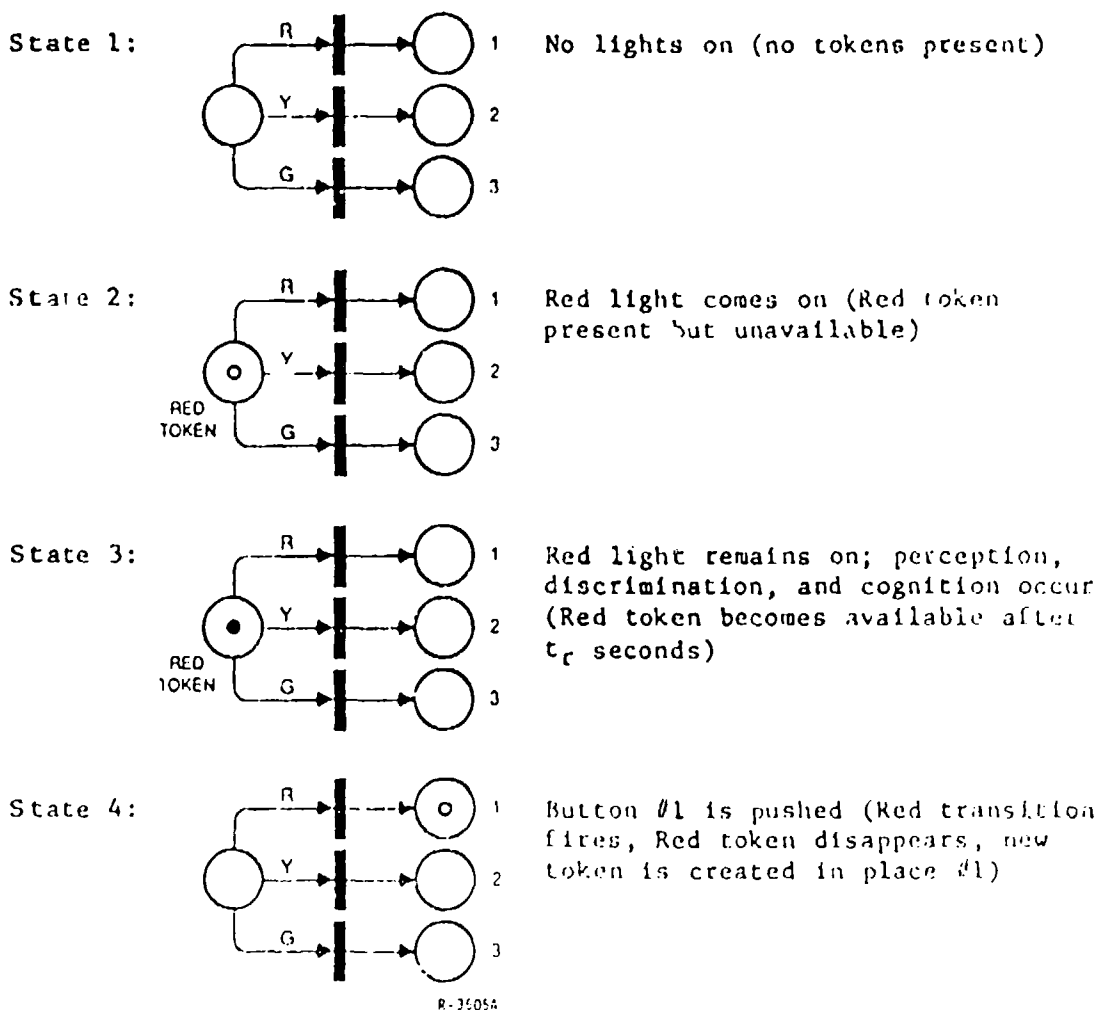 State 1:
R 1
Y 2
G 3
No lights on (no tokens present)
State 2:
R 1
Y 2
G 3
RED
TOKEN
Red light comes on (Red token
present but unavailable)
State 3:
R 1
Y 2
G 3
RED
TOKEN
Red light remains on; perception,
discrimination, and cognition occur
(Red token becomes available after
tr seconds)
State 4:
R 1
Y 2
G 3
Button #1 is pushed (Red transition
fires, Red token disappears, new
token is created in place #1)